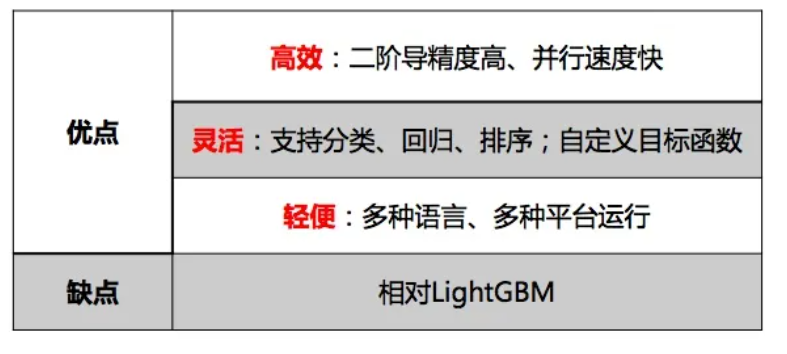 优点
高效：二阶导精度高、并行速度快
灵活：支持分类、回归、排序；自定义目标函数
轻便：多种语言、多种平台运行
缺点
相对LightGBM